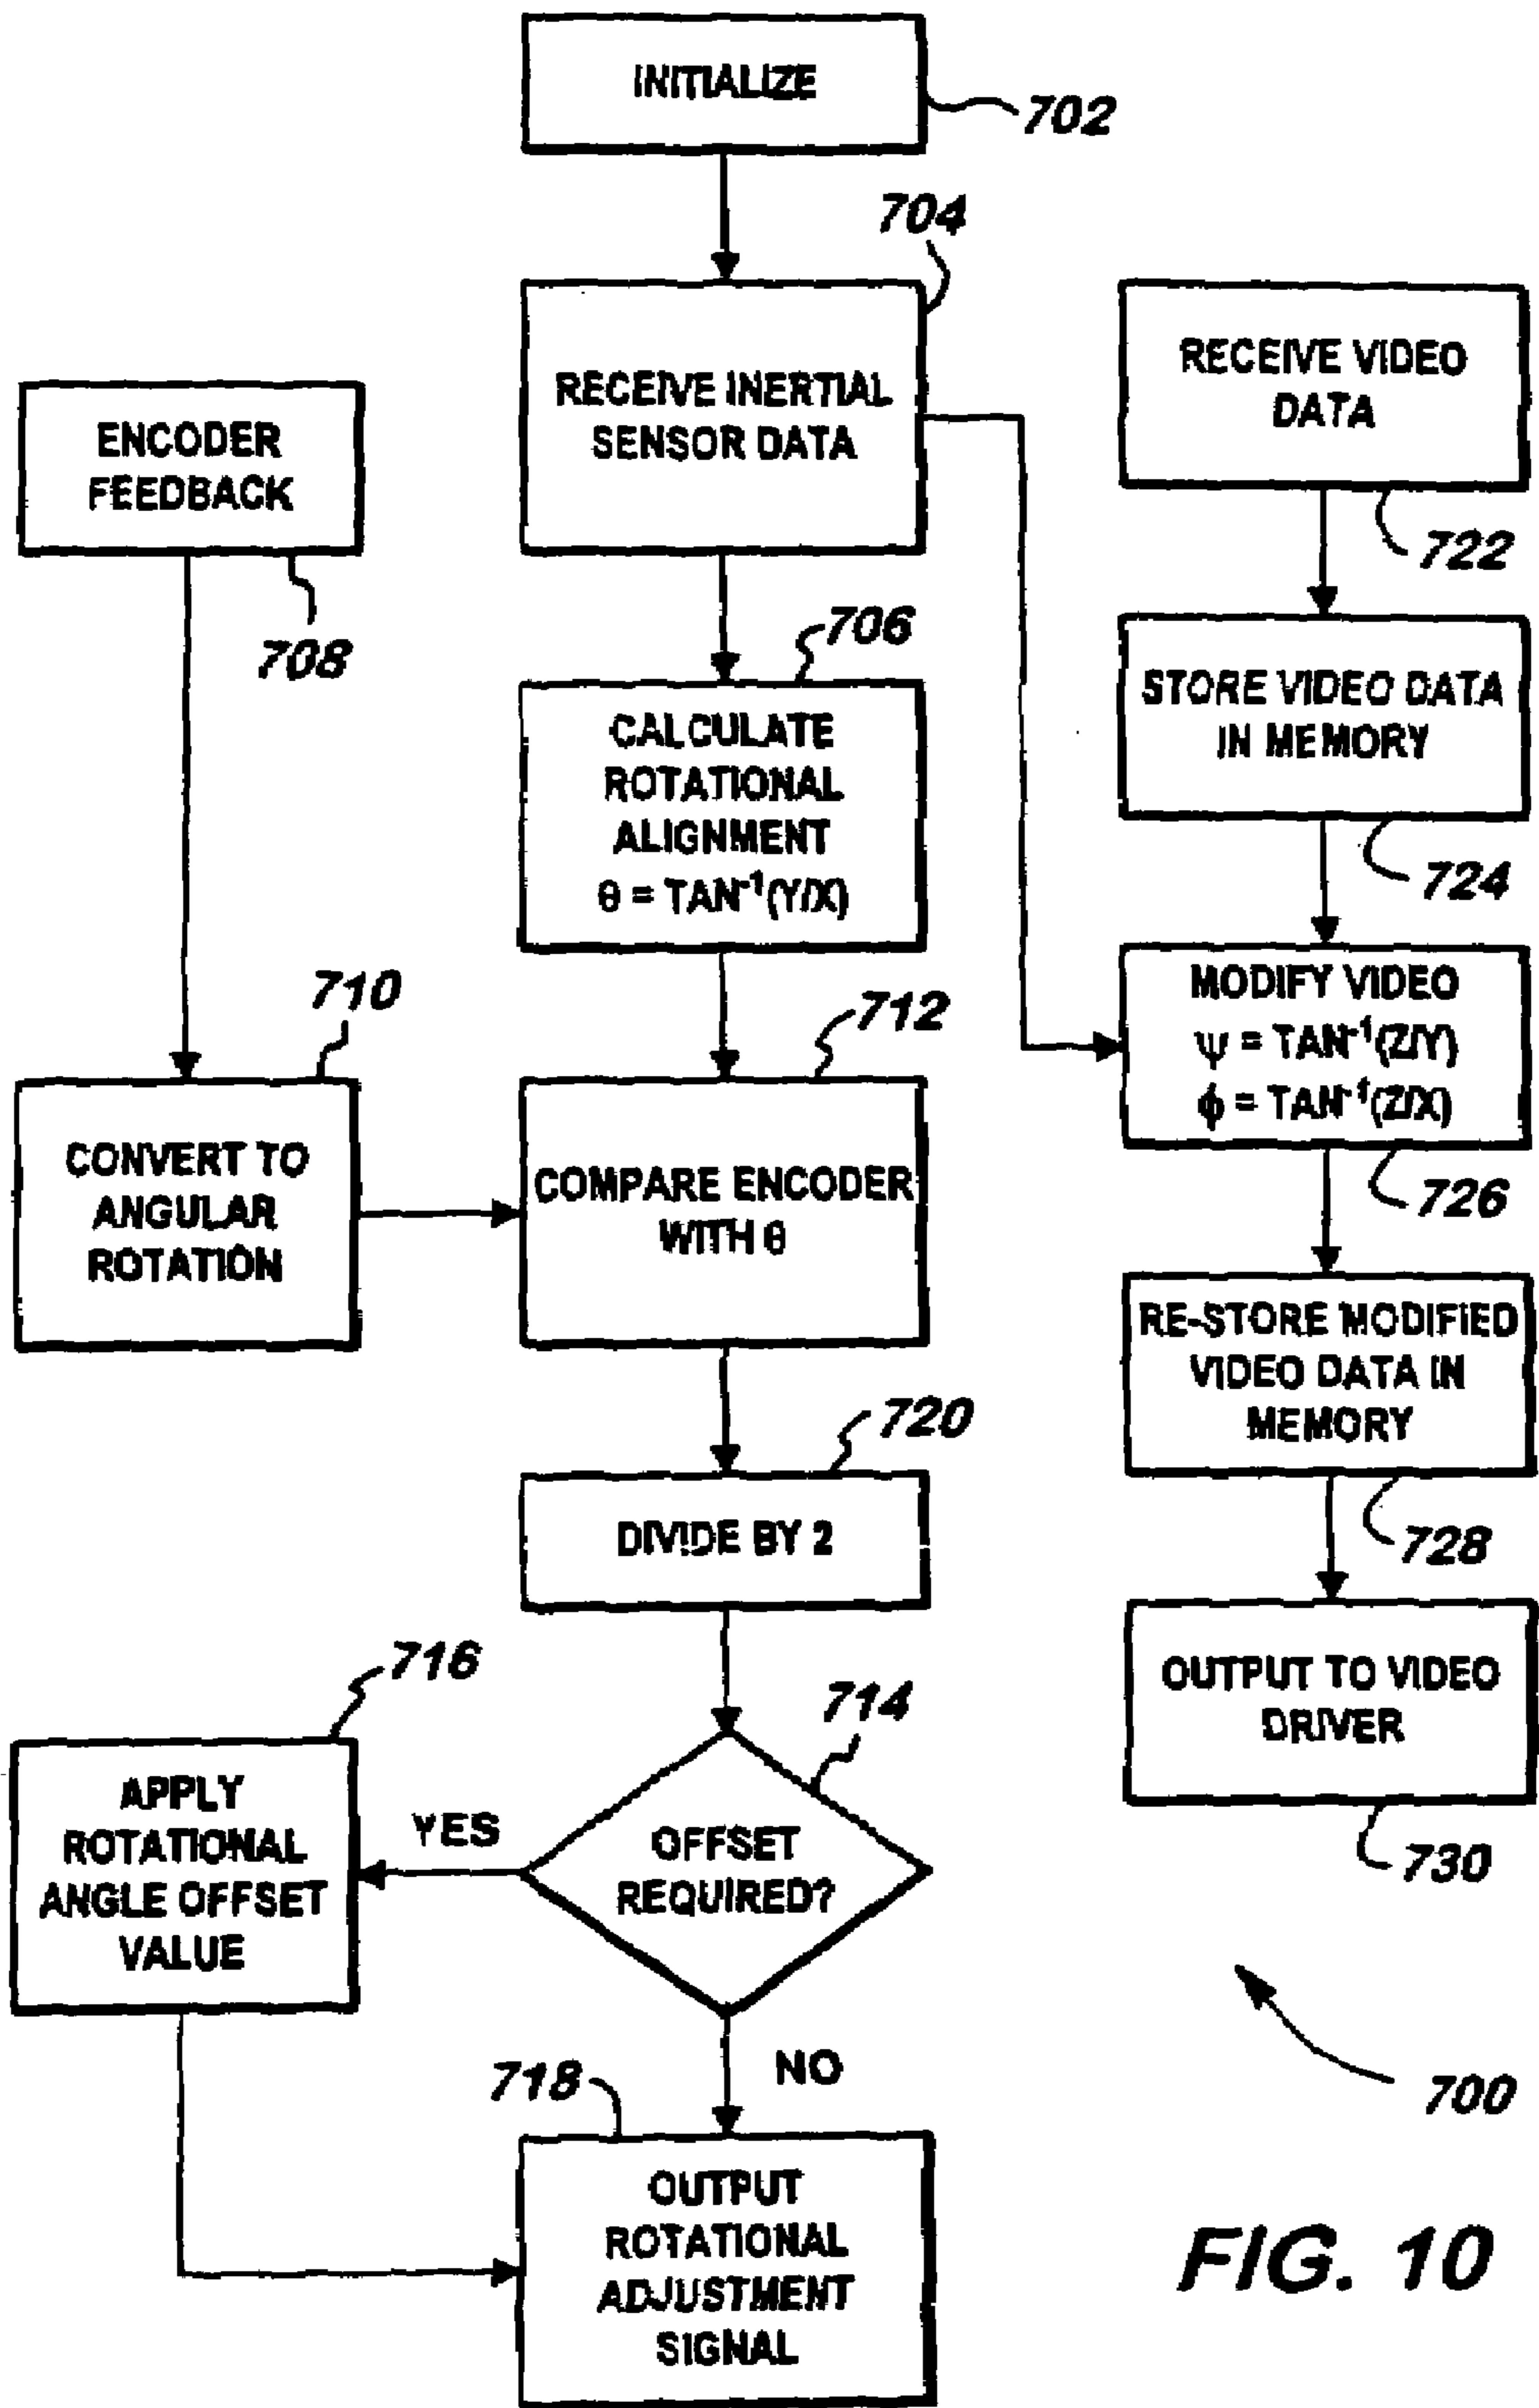 INITIALIZE
702
704
RECEIVE INERTIAL
SENSOR DATA
RECEIVE VIDEO
DATA
722
ENCODER
FEEDBACK
708
706
CALCULATE
ROTATIONAL
ALIGNMENT
θ = TAN⁻¹(Y/X)
STORE VIDEO DATA
IN MEMORY
724
710
CONVERT TO
ANGULAR
ROTATION
712
COMPARE ENCODER
WITH θ
MODIFY VIDEO
ψ = TAN⁻¹(Z/Y)
ϕ = TAN⁻¹(Z/X)
726
RE-STORE MODIFIED
VIDEO DATA IN
MEMORY
728
720
DIVIDE BY 2
OUTPUT TO VIDEO
DRIVER
730
716
APPLY
ROTATIONAL
ANGLE OFFSET
VALUE
YES
714
OFFSET
REQUIRED?
NO
718
OUTPUT
ROTATIONAL
ADJUSTMENT
SIGNAL
700
FIG. 10